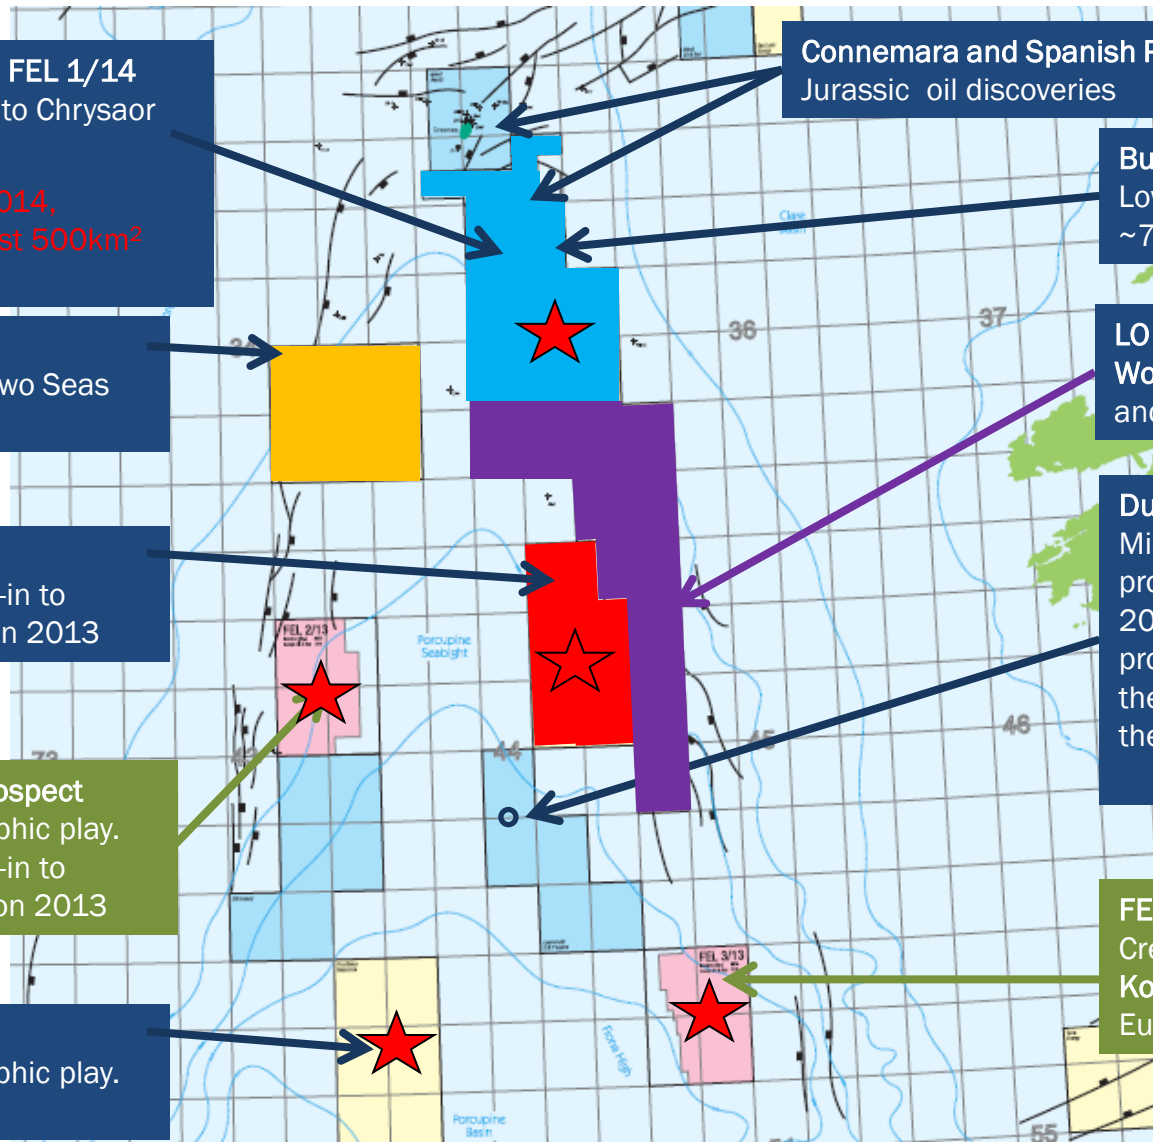 FEL 1/14
to Chrysaor
014,
st 500km²
Connemara and Spanish P
Jurassic oil discoveries
Bu
Lov
~7
Clare
Basin
36
37
LO
Wo
and
wo Seas
Du
Mi
pro
20
pro
the
the
-in to
n 2013
FEL 2/13
Porcupine
Seabight
43
44
45
46
ospect
phic play.
-in to
on 2013
FE
Cre
Ko
Eu
FEL 3/13
Fiona High
phic play.
Porcupine
Basin
55